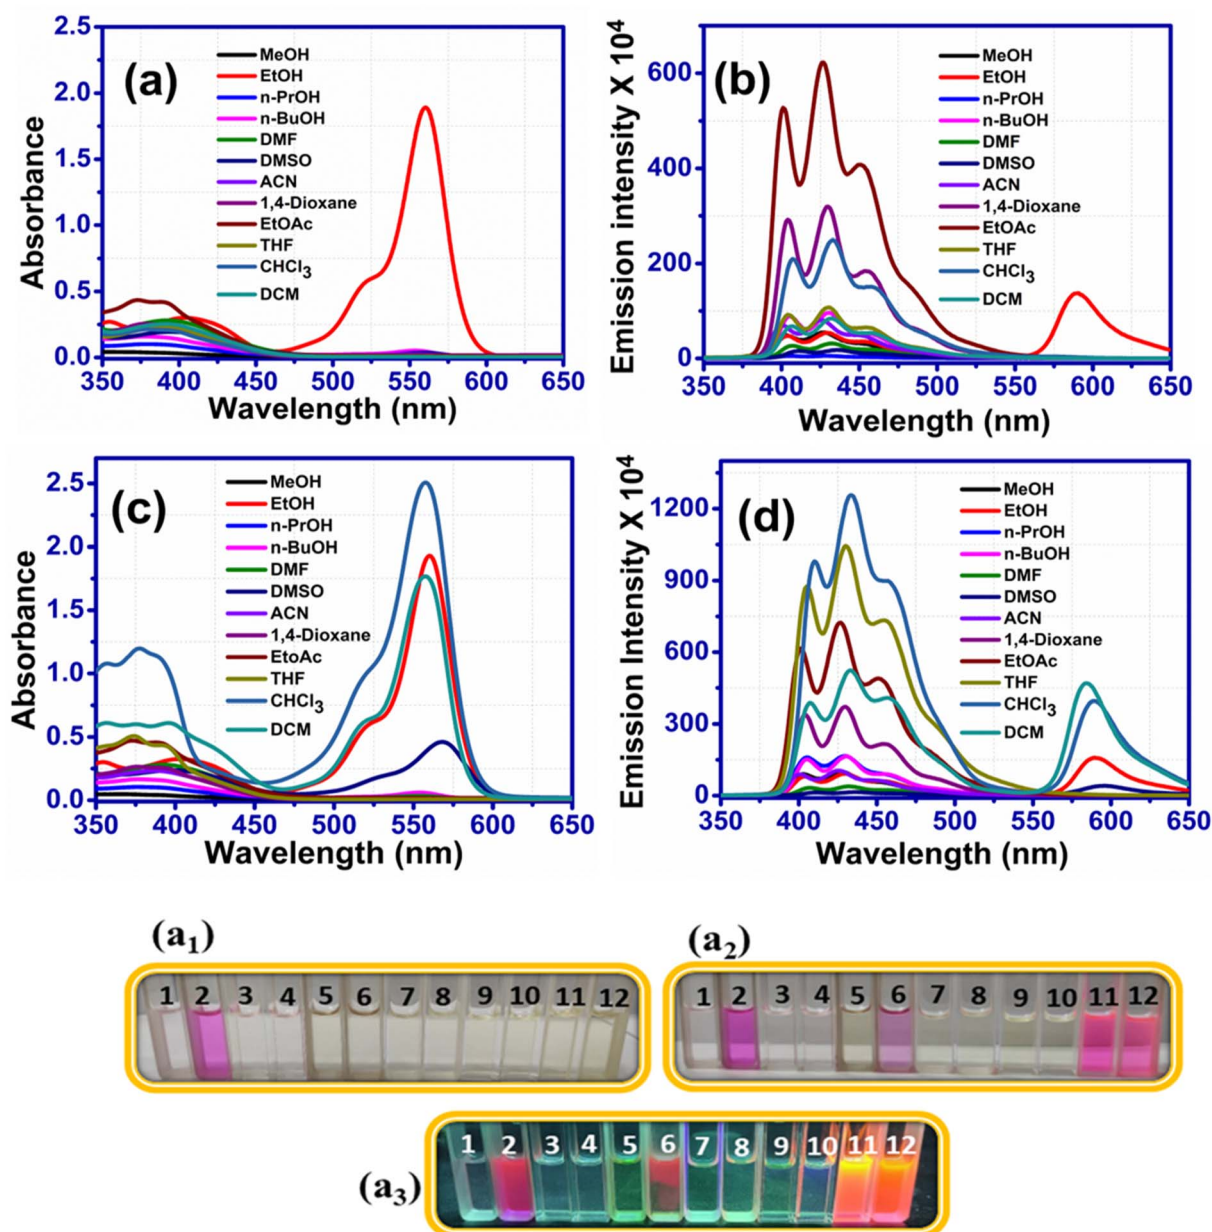 (a)
2.5
2.0
1.5
1.0
0.5
0.0
Absorbance
MeOH
EtOH
n-PrOH
n-BuOH
DMF
DMSO
ACN
1,4-Dioxane
EtOAc
THF
CHCl3
DCM
350 400 450 500 550 600 650
Wavelength (nm)
(b)
600
400
200
0
Emission intensity X 10^4
MeOH
EtOH
n-PrOH
n-BuOH
DMF
DMSO
ACN
1,4-Dioxane
EtOAc
THF
CHCl3
DCM
350 400 450 500 550 600 650
Wavelength (nm)
(c)
2.5
2.0
1.5
1.0
0.5
0.0
Absorbance
MeOH
EtOH
n-PrOH
n-BuOH
DMF
DMSO
ACN
1,4-Dioxane
EtoAc
THF
CHCl3
DCM
350 400 450 500 550 600 650
Wavelength (nm)
(d)
1200
900
600
300
0
Emission Intensity X 10^4
MeOH
EtOH
n-PrOH
n-BuOH
DMF
DMSO
ACN
1,4-Dioxane
EtOAc
THF
CHCl3
DCM
350 400 450 500 550 600 650
Wavelength (nm)
(a1)
1 2 3 4 5 6 7 8 9 10 11 12
(a2)
1 2 3 4 5 6 7 8 9 10 11 12
(a3)
1 2 3 4 5 6 7 8 9 10 11 12